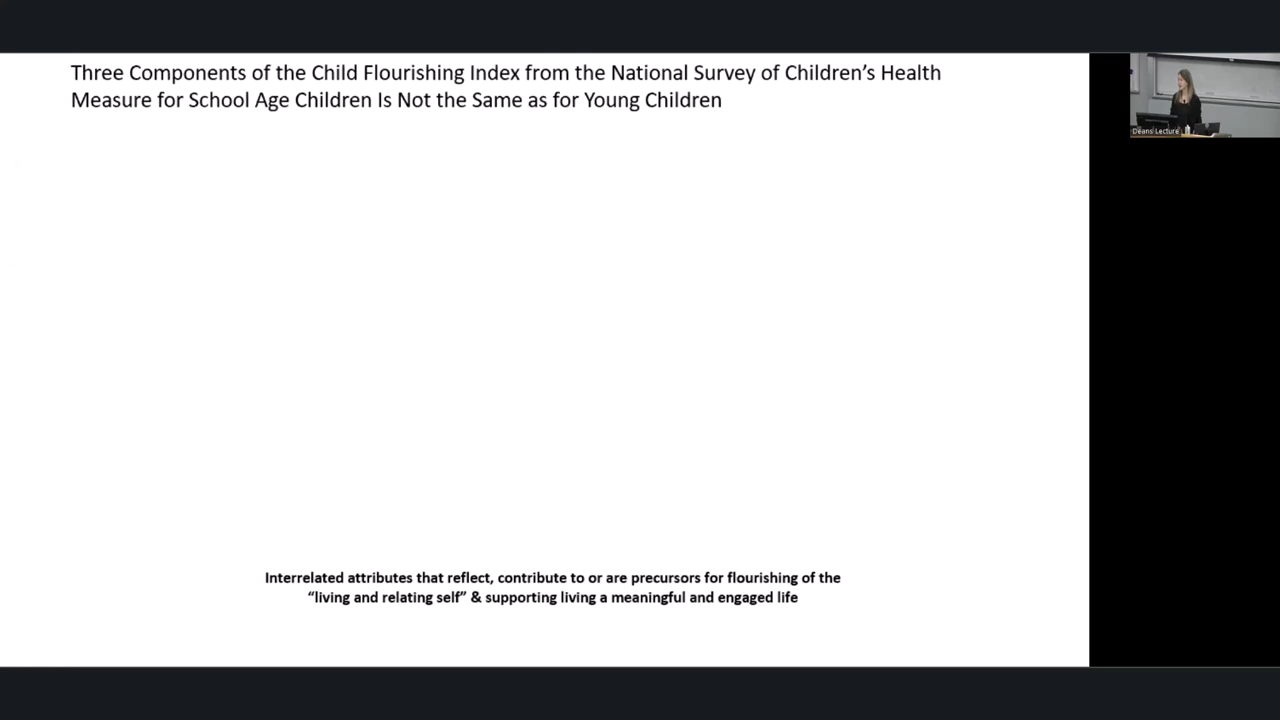 Three Components of the Child Flourishing Index from the National Survey of Children’s Health
Measure for School Age Children Is Not the Same as for Young Children
Deans Lecture
Interrelated attributes that reflect, contribute to or are precursors for flourishing of the
“living and relating self” & supporting living a meaningful and engaged life